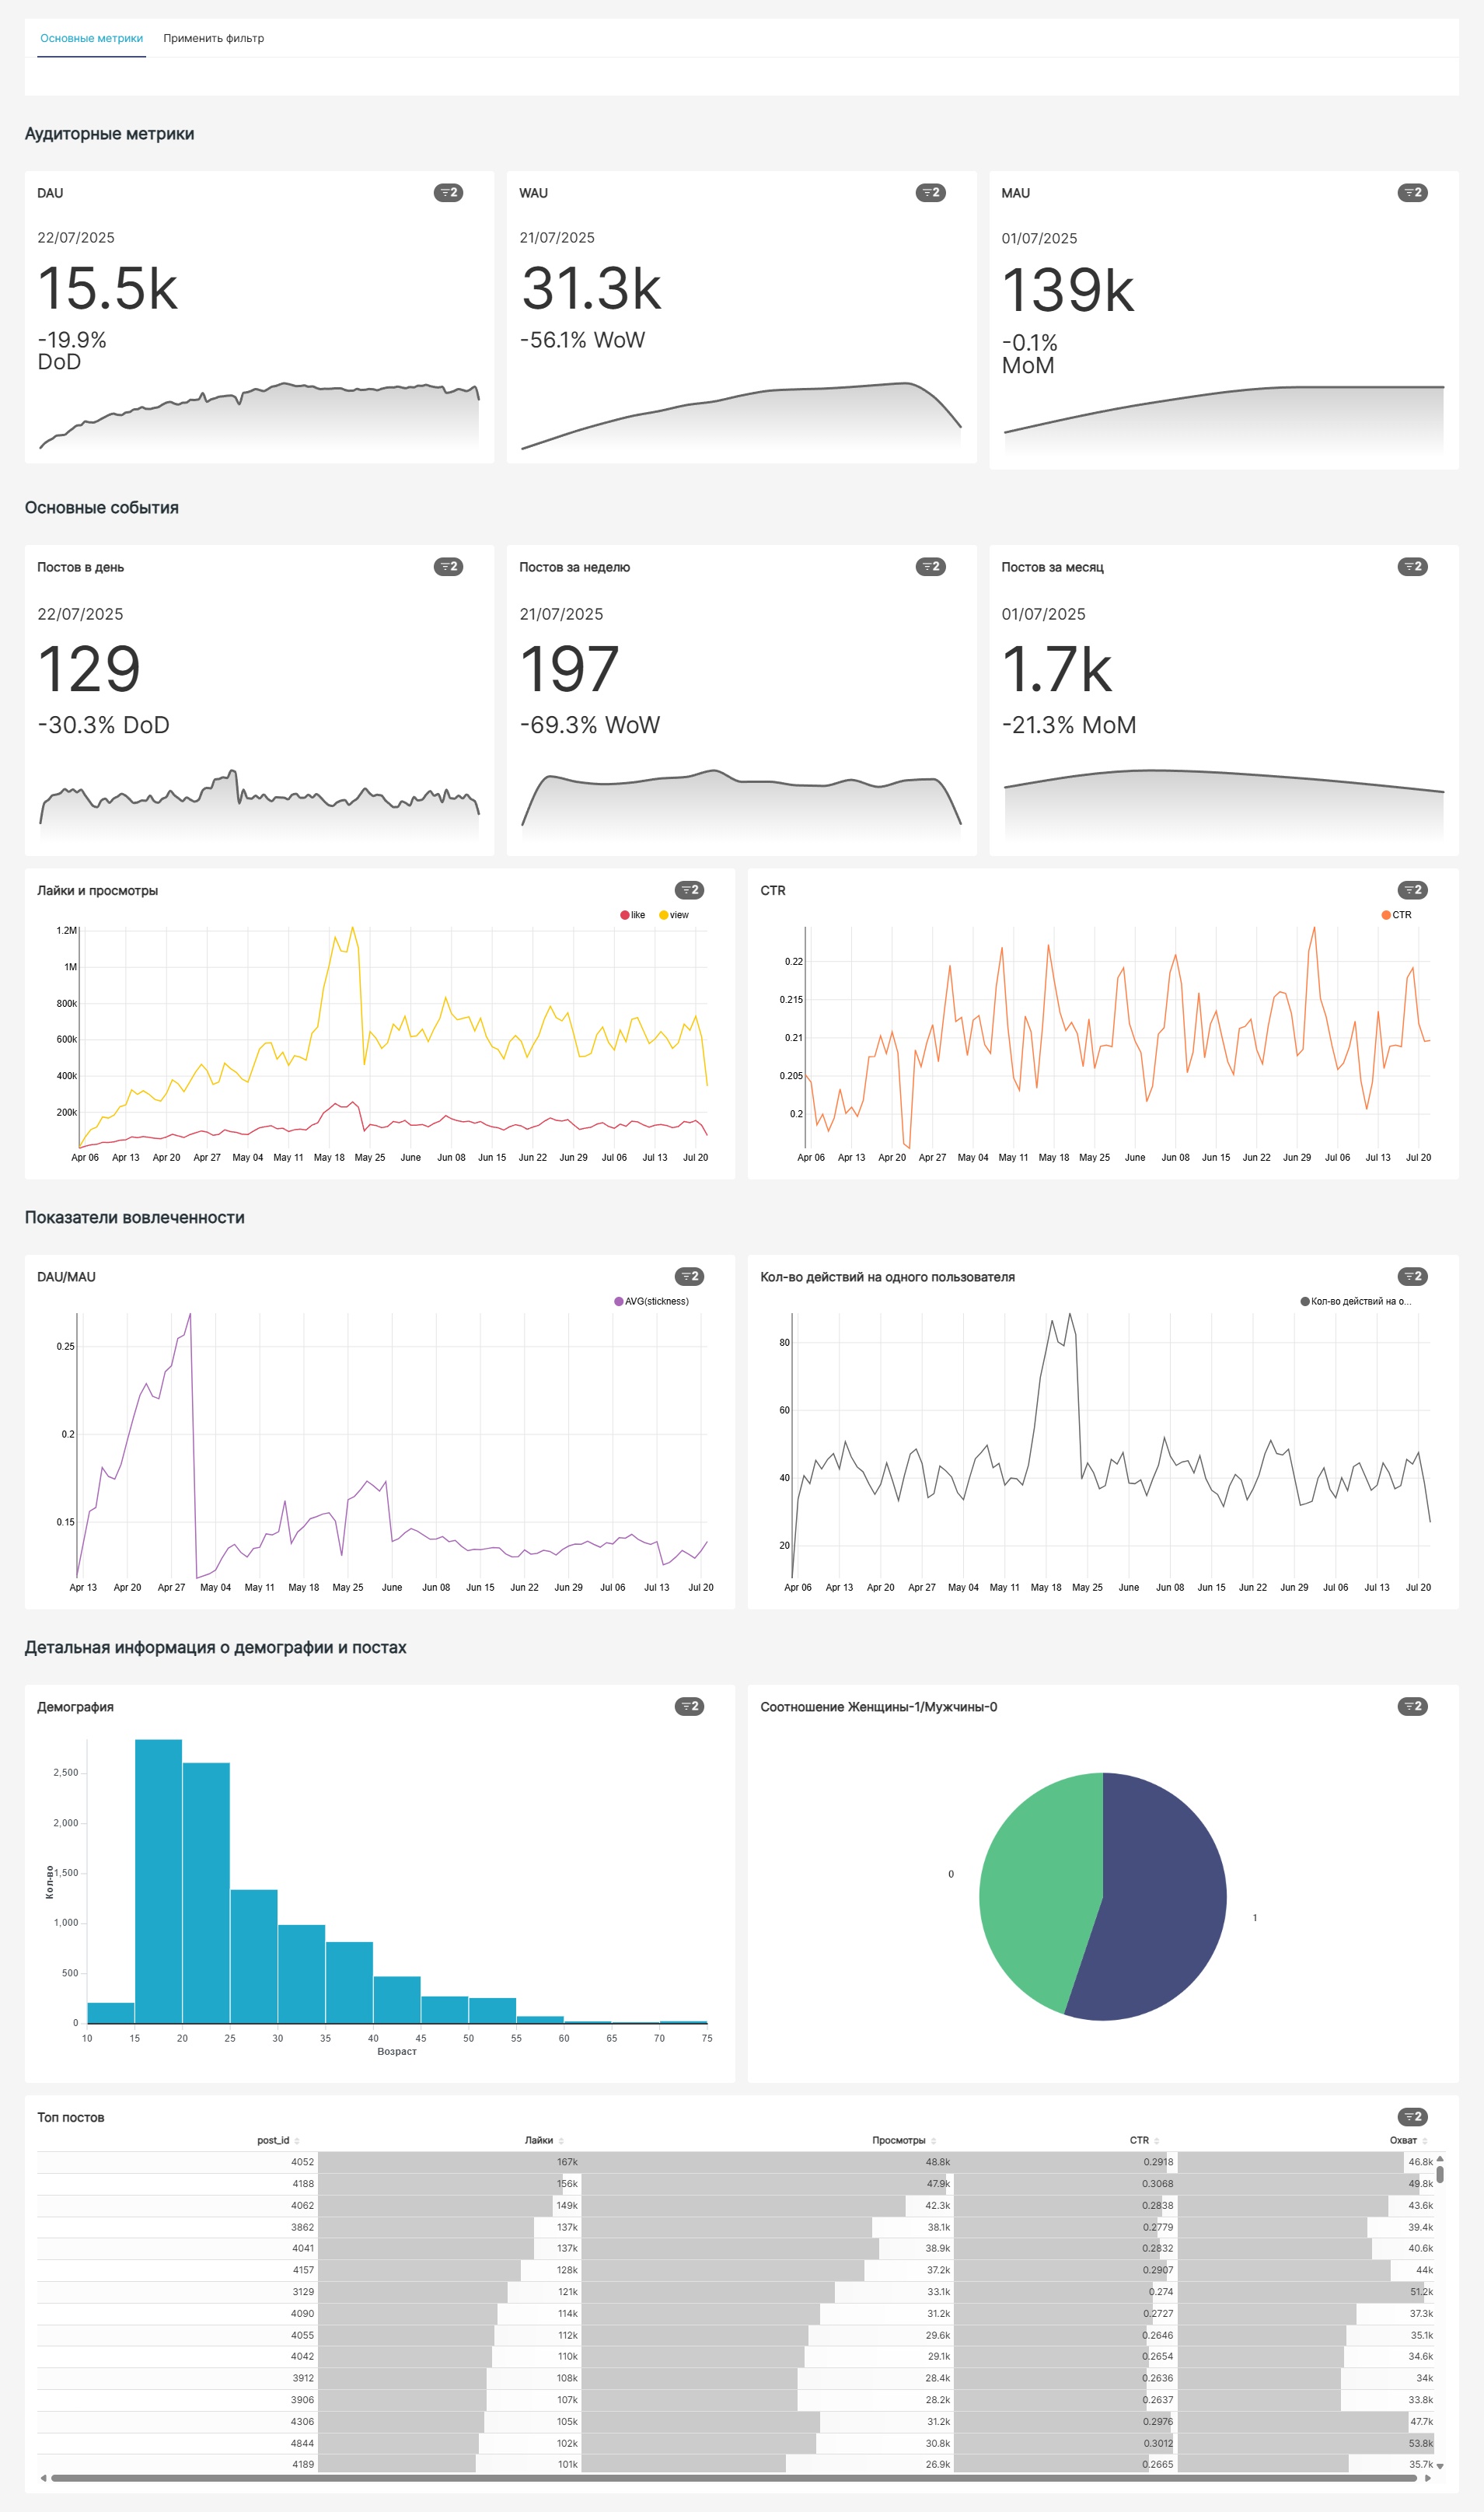 Основные метрики Применить фильтр
Аудиторные метрики
DAU 2
22/07/2025
15.5k
-19.9%
DoD
WAU 2
21/07/2025
31.3k
-56.1% WoW
MAU 2
01/07/2025
139k
-0.1%
MoM
Основные события
Постов в день 2
22/07/2025
129
-30.3% DoD
Постов за неделю 2
21/07/2025
197
-69.3% WoW
Постов за месяц 2
01/07/2025
1.7k
-21.3% MoM
Лайки и просмотры 2
like view
1.2M
1M
800k
600k
400k
200k
Apr 06 Apr 13 Apr 20 Apr 27 May 04 May 11 May 18 May 25 June Jun 08 Jun 15 Jun 22 Jun 29 Jul 06 Jul 13 Jul 20
CTR 2
CTR
0.22
0.215
0.21
0.205
0.2
Apr 06 Apr 13 Apr 20 Apr 27 May 04 May 11 May 18 May 25 June Jun 08 Jun 15 Jun 22 Jun 29 Jul 06 Jul 13 Jul 20
Показатели вовлеченности
DAU/MAU 2
AVG(stickness)
0.25
0.2
0.15
Apr 13 Apr 20 Apr 27 May 04 May 11 May 18 May 25 June Jun 08 Jun 15 Jun 22 Jun 29 Jul 06 Jul 13 Jul 20
Кол-во действий на одного пользователя 2
Кол-во действий на о...
80
60
40
20
Apr 06 Apr 13 Apr 20 Apr 27 May 04 May 11 May 18 May 25 June Jun 08 Jun 15 Jun 22 Jun 29 Jul 06 Jul 13 Jul 20
Детальная информация о демографии и постах
Демография 2
2,500
2,000
1,500
1,000
500
0
Кол-во
10 15 20 25 30 35 40 45 50 55 60 65 70 75
Возраст
Соотношение Женщины-1/Мужчины-0 2
0
1
Топ постов 2
post_id Лайки Просмотры CTR Охват
4052 167k 48.8k 0.2918 46.8k
4188 156k 47.9k 0.3068 49.8k
4062 149k 42.3k 0.2838 43.6k
3862 137k 38.1k 0.2779 39.4k
4041 137k 38.9k 0.2832 40.6k
4157 128k 37.2k 0.2907 44k
3129 121k 33.1k 0.274 51.2k
4090 114k 31.2k 0.2727 37.3k
4055 112k 29.6k 0.2646 35.1k
4042 110k 29.1k 0.2654 34.6k
3912 108k 28.4k 0.2636 34k
3906 107k 28.2k 0.2637 33.8k
4306 105k 31.2k 0.2976 47.7k
4844 102k 30.8k 0.3012 53.8k
4189 101k 26.9k 0.2665 35.7k